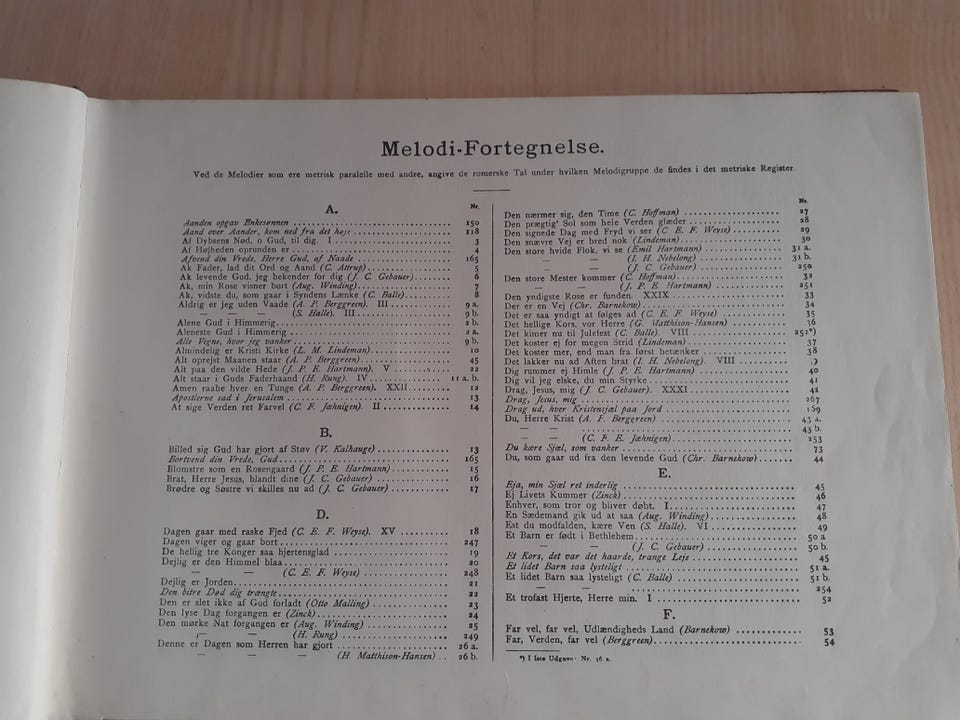 Melodi-Fortegnelse.
Ved de Melodier som ere metrisk paralelle med andre, angive de romerske Tal under hvilken Melodigruppe de findes i det metriske Register.
Nr.
A.
Aanden opgav Enkesønnen 150
Aand over Aander, kom ned fra det høje 118
Af Dybsens Nød, o Gud, til dig. I 3
Af Højheden oprunden er 4
Afvend din Vrede, Herre Gud, af Naade 165
Ak Fader, lad dit Ord og Aand (C. Attrup) 5
Ak levende Gud, jeg bekender for dig (J. C. Gebauer) 6
Ak, min Rose visner bort (Aug. Winding) 7
Ak, vidste du, som gaar i Syndens Lænke (C. Balle) 8
Aldrig er jeg uden Vaade (A. P. Berggreen). III 9 a.
— — — (S. Halle). III 9 b.
Alene Gud i Himmerig 2 b.
Aleneste Gud i Himmerig 2 a.
Alle Vegne, hvor jeg vanker 9 b.
Almindelig er Kristi Kirke (L. M. Lindeman) 10
Alt oprejst Maanen staar (A. P. Berggreen) 45
Alt paa den vilde Hede (J. P. E. Hartmann). V 22
Alt staar i Guds Faderhaand (H. Rung). IV 11 a. b.
Amen raabe hver en Tunge (A. P. Berggreen). XXII 12
Apostlerne sad i Jerusalem 13
At sige Verden ret Farvel (C. F. Jæhnigen). II 14
B.
Billed sig Gud har gjort af Støv (V. Kalhauge) 13
Bortvend din Vrede, Gud 165
Blomstre som en Rosengaard (J. P. E. Hartmann) 15
Brat, Herre Jesus, blandt dine (J. C. Gebauer) 16
Brødre og Søstre vi skilles nu ad (J. C. Gebauer) 17
D.
Dagen gaar med raske Fjed (C. E. F. Weyse). XV 18
Dagen viger og gaar bort 247
De hellig tre Konger saa hjertensglad 19
Dejlig er den Himmel blaa 20
— — (C. E. F. Weyse) 248
Dejlig er Jorden 21
Den bitre Død dig trængte 22
Den er slet ikke af Gud forladt (Otto Malling) 23
Den lyse Dag forgangen er (Zinck) 24
Den mørke Nat forgangen er (Aug. Winding) 25
— — (H. Rung) 249
Denne er Dagen som Herren har gjort 26 a.
— — — (H. Matthison-Hansen) 26 b.
Nr.
Den nærmer sig, den Time (C. Hoffman) 27
Den prægtig' Sol som hele Verden glæder 28
Den signede Dag med Fryd vi ser (C. E. F. Weyse) 29
Den snævre Vej er bred nok (Lindeman) 30
Den store hvide Flok, vi se (Emil Hartmann) 31 a.
— — (I. H. Nebelong) 31 b.
— — (J. C. Gebauer) 250
Den store Mester kommer (C. Hoffman) 32
— — (J. P. E. Hartmann) 251
Den yndigste Rose er funden. XXIX 33
Der er en Vej (Chr. Barnekow) 34
Det er saa yndigt at følges ad (C. E. F. Weyse) 35
Det hellige Kors, vor Herre (G. Matthison-Hansen) 36
Det kimer nu til Julefest (C. Balle). VIII 252*)
Det koster ej for megen Strid (Lindeman) 37
Det koster mer, end man fra først betænker 38
Det lakker nu ad Aften brat (I. H. Nebelong). VIII 9
Dig rummer ej Himle (J. P. E. Hartmann) 40
Dig vil jeg elske, du min Styrke 41
Drag, Jesus, mig (J. C. Gebauer). XXXI 42
Drag, Jesus, mig 267
Drag ud, hver Kristensjæl paa Jord 169
Du, Herre Krist (A. F. Berggreen) 43 a.
— — 43 b.
— — (C. F. E. Jæhnigen) 253
Du kære Sjæl, som vanker 73
Du, som gaar ud fra den levende Gud (Chr. Barnekow) 44
E.
Eja, min Sjæl ret inderlig 45
Ej Livets Kummer (Zinck) 46
Enhver, som tror og bliver døbt. I 47
En Sædemand gik ud at saa (Aug. Winding) 48
Est du modfalden, kære Ven (S. Halle). VI 49
Et Barn er født i Bethlehem 50 a
— — (J. C. Gebauer) 50 b.
Et Kors, det var det haarde, trange Leje 45
Et lidet Barn saa lysteligt 51 a.
Et lidet Barn saa lysteligt (C. Balle) 51 b.
— — 254
Et trofast Hjerte, Herre min. I 52
F.
Far vel, far vel, Udlændigheds Land (Barnekow) 53
Far, Verden, far vel (Berggreen) 54
*) I 1ste Udgave: Nr. 36 a.